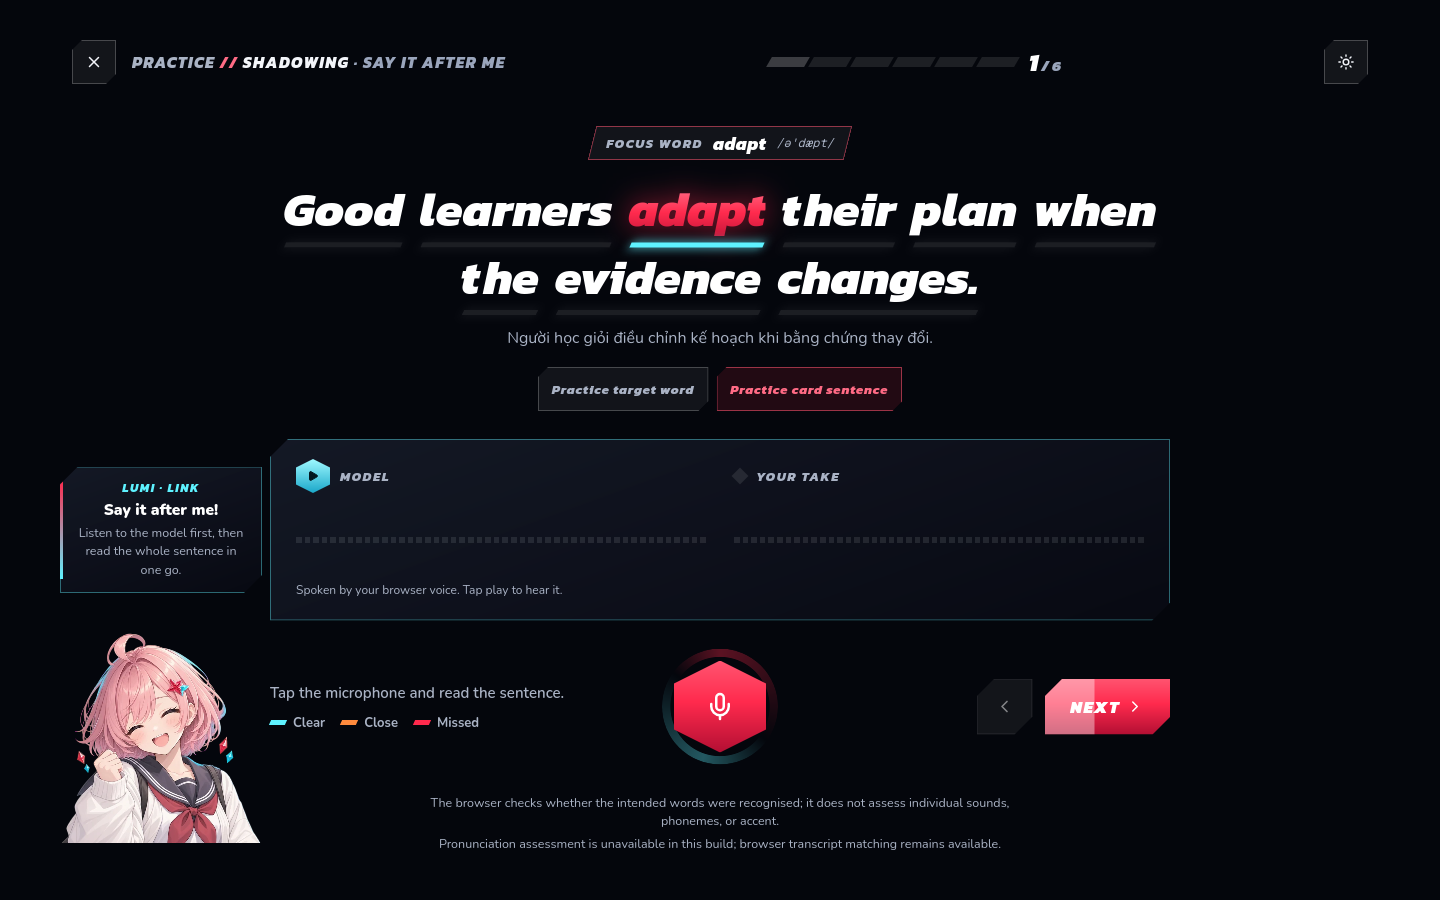 PRACTICE // SHADOWING · SAY IT AFTER ME
1 / 6
FOCUS WORD adapt /əˈdæpt/
Good learners adapt their plan when
the evidence changes.
Người học giỏi điều chỉnh kế hoạch khi bằng chứng thay đổi.
Practice target word
Practice card sentence
LUMI · LINK
Say it after me!
Listen to the model first, then
read the whole sentence in
one go.
MODEL
YOUR TAKE
Spoken by your browser voice. Tap play to hear it.
Tap the microphone and read the sentence.
Clear Close Missed
NEXT
The browser checks whether the intended words were recognised; it does not assess individual sounds,
phonemes, or accent.
Pronunciation assessment is unavailable in this build; browser transcript matching remains available.